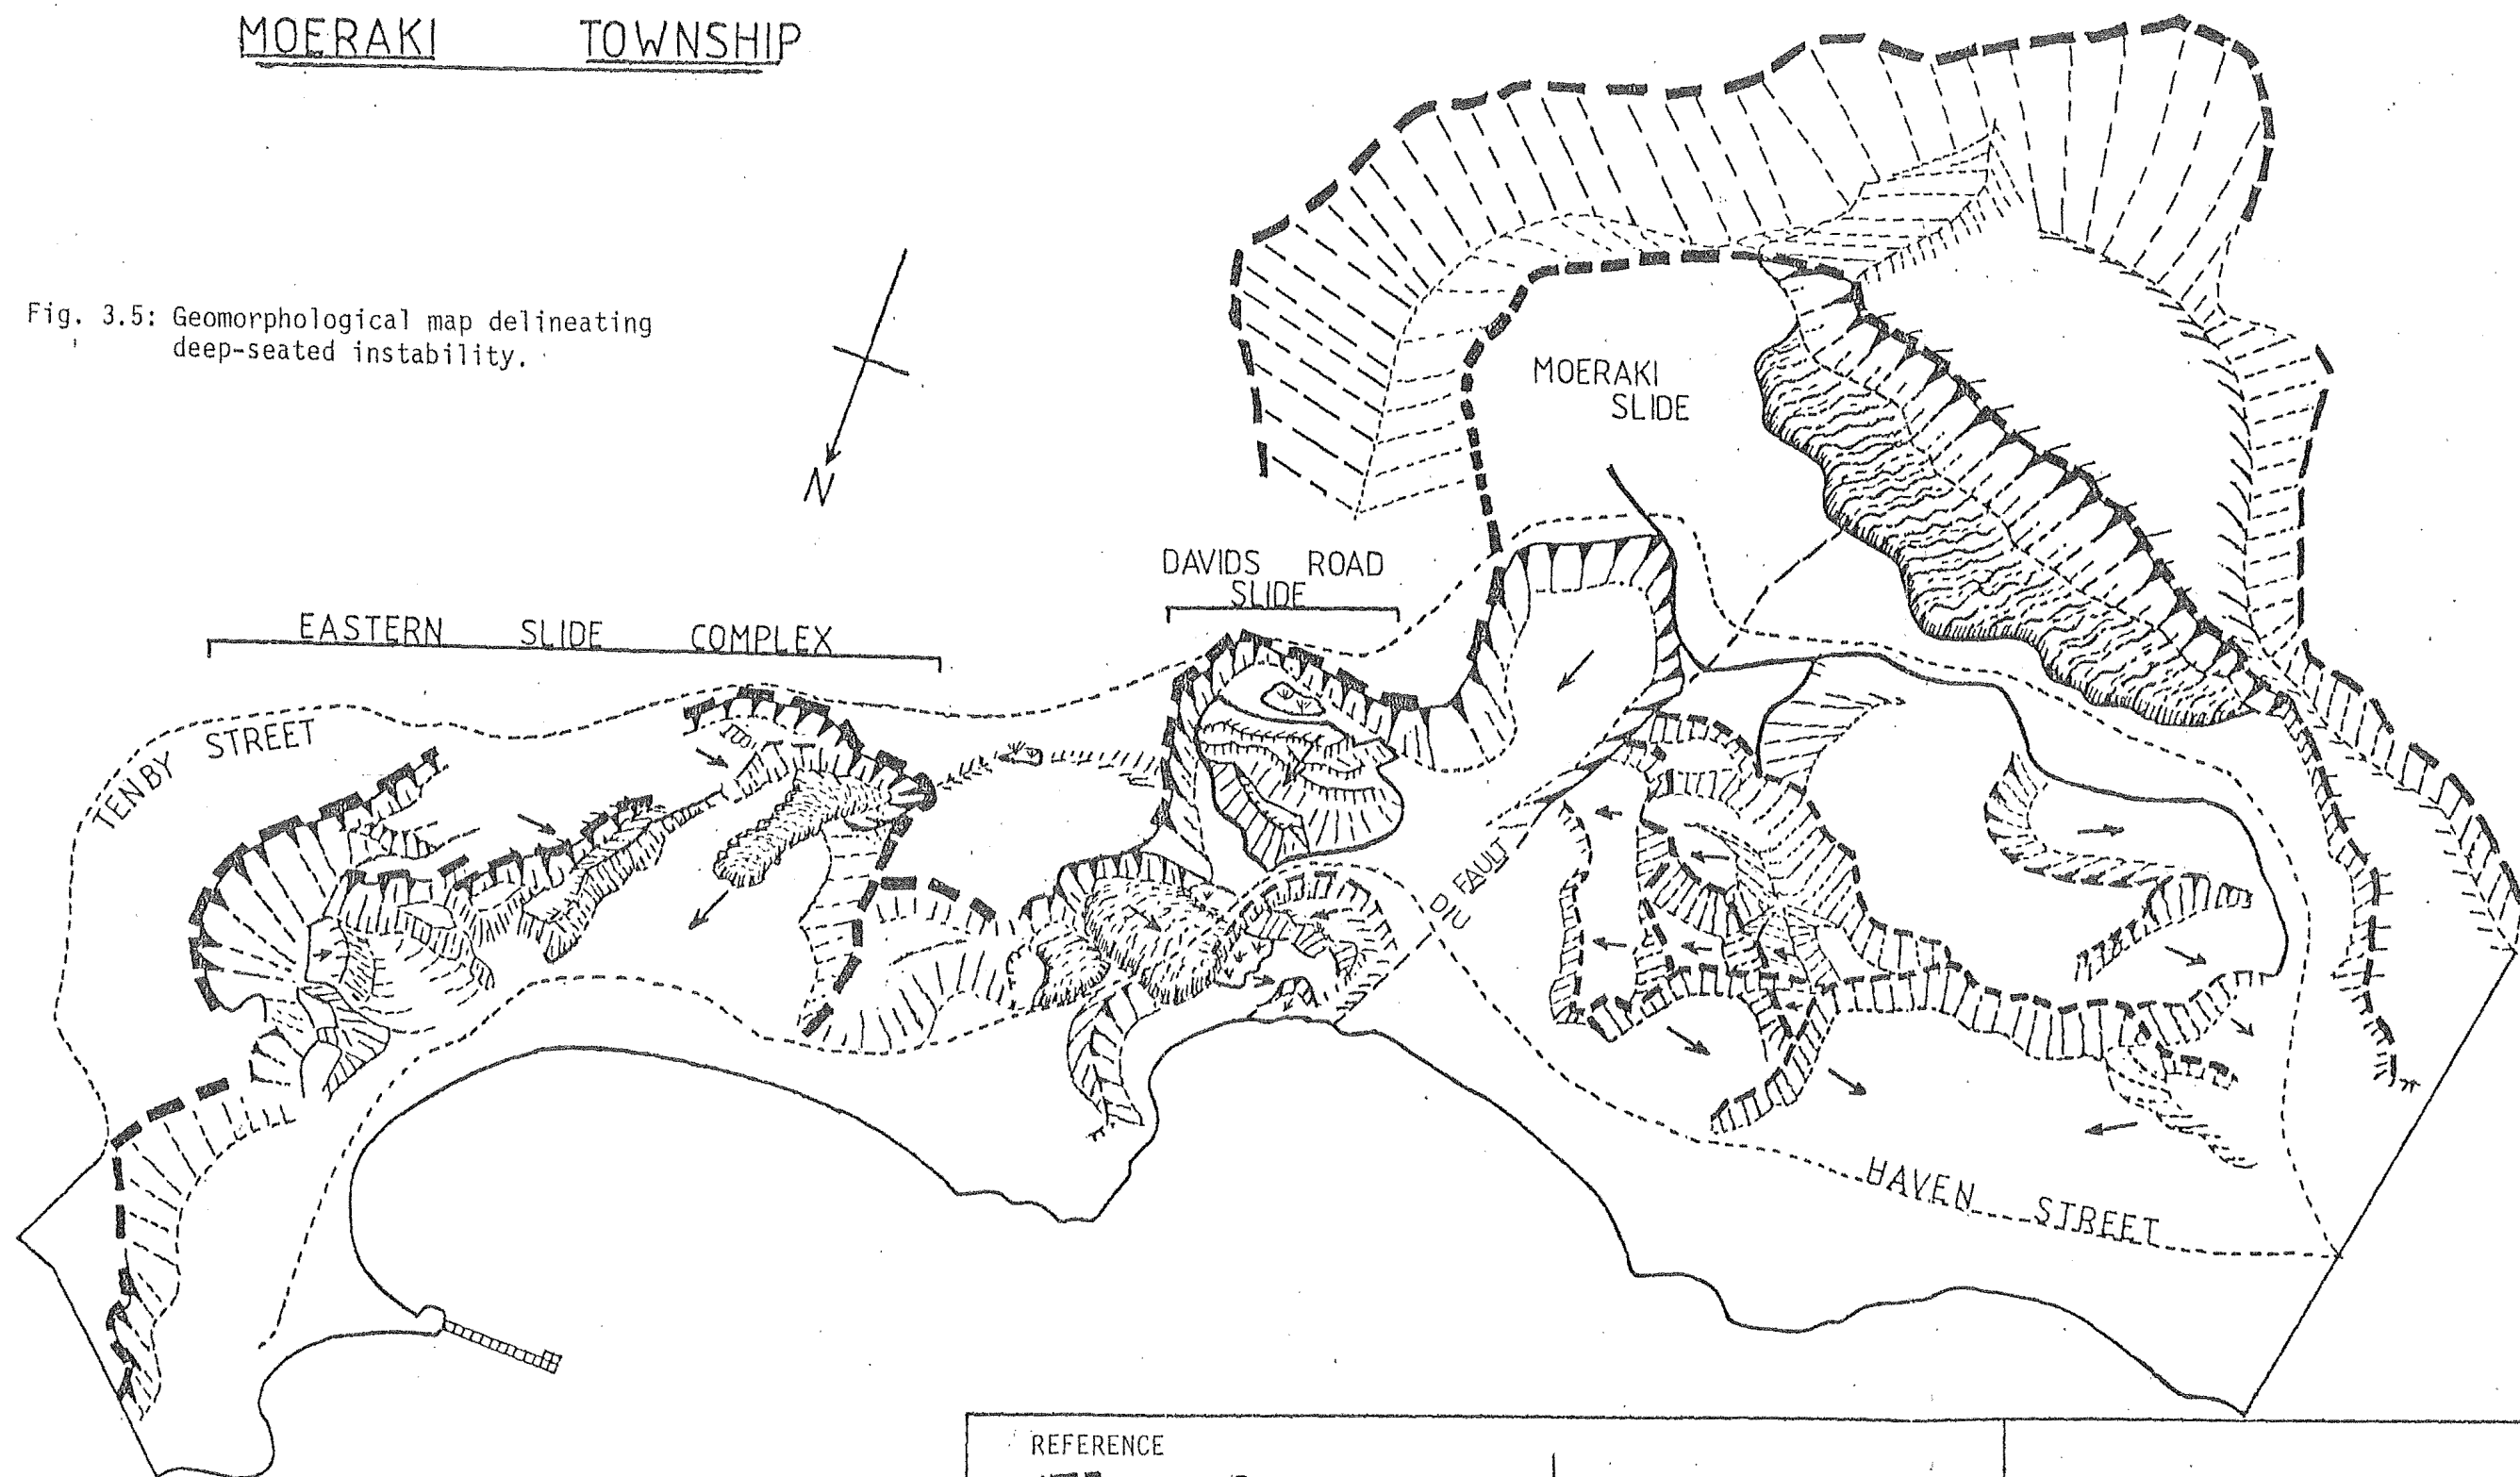 MOERAKI TOWNSHIP
Fig. 3.5: Geomorphological map delineating
deep-seated instability.
N
MOERAKI
SLIDE
DAVIDS ROAD
SLIDE
EASTERN SLIDE COMPLEX
TENBY STREET
FAULT
HAVEN STREET
REFERENCE